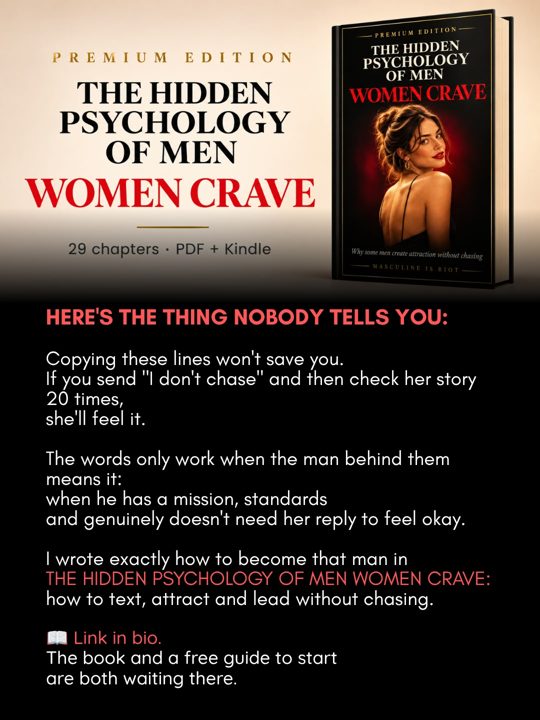 PREMIUM EDITION
THE HIDDEN
PSYCHOLOGY
OF MEN
WOMEN CRAVE
29 chapters · PDF + Kindle
PREMIUM EDITION
THE HIDDEN
PSYCHOLOGY
OF MEN
WOMEN CRAVE
Why some men create attraction without chasing
MASCULINE IS RIOT
HERE'S THE THING NOBODY TELLS YOU:
Copying these lines won't save you.
If you send "I don't chase" and then check her story
20 times,
she'll feel it.
The words only work when the man behind them
means it:
when he has a mission, standards
and genuinely doesn't need her reply to feel okay.
I wrote exactly how to become that man in
THE HIDDEN PSYCHOLOGY OF MEN WOMEN CRAVE:
how to text, attract and lead without chasing.
📖 Link in bio.
The book and a free guide to start
are both waiting there.